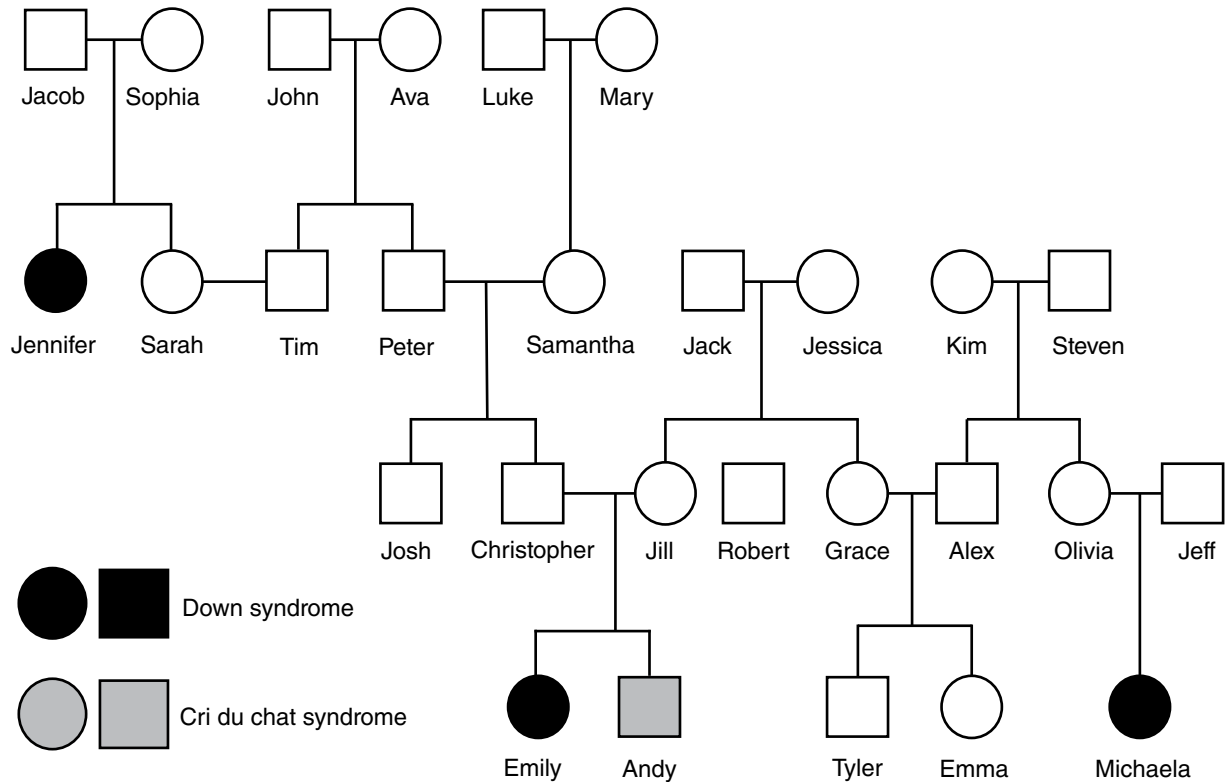 Jacob Sophia John Ava Luke Mary
Jennifer Sarah Tim Peter Samantha Jack Jessica Kim Steven
Josh Christopher Jill Robert Grace Alex Olivia Jeff
Down syndrome
Cri du chat syndrome
Emily Andy Tyler Emma Michaela